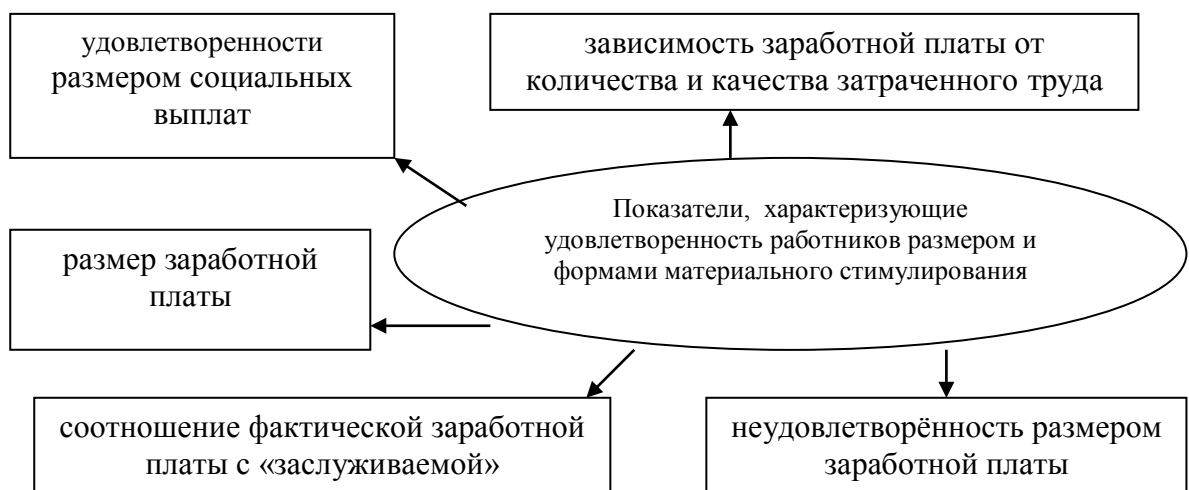 удовлетворенности
размером социальных
выплат
зависимость заработной платы от
количества и качества затраченного труда
Показатели, характеризующие
удовлетворенность работников размером и
формами материального стимулирования
размер заработной
платы
соотношение фактической заработной
платы с «заслуживаемой»
неудовлетворённость размером
заработной платы